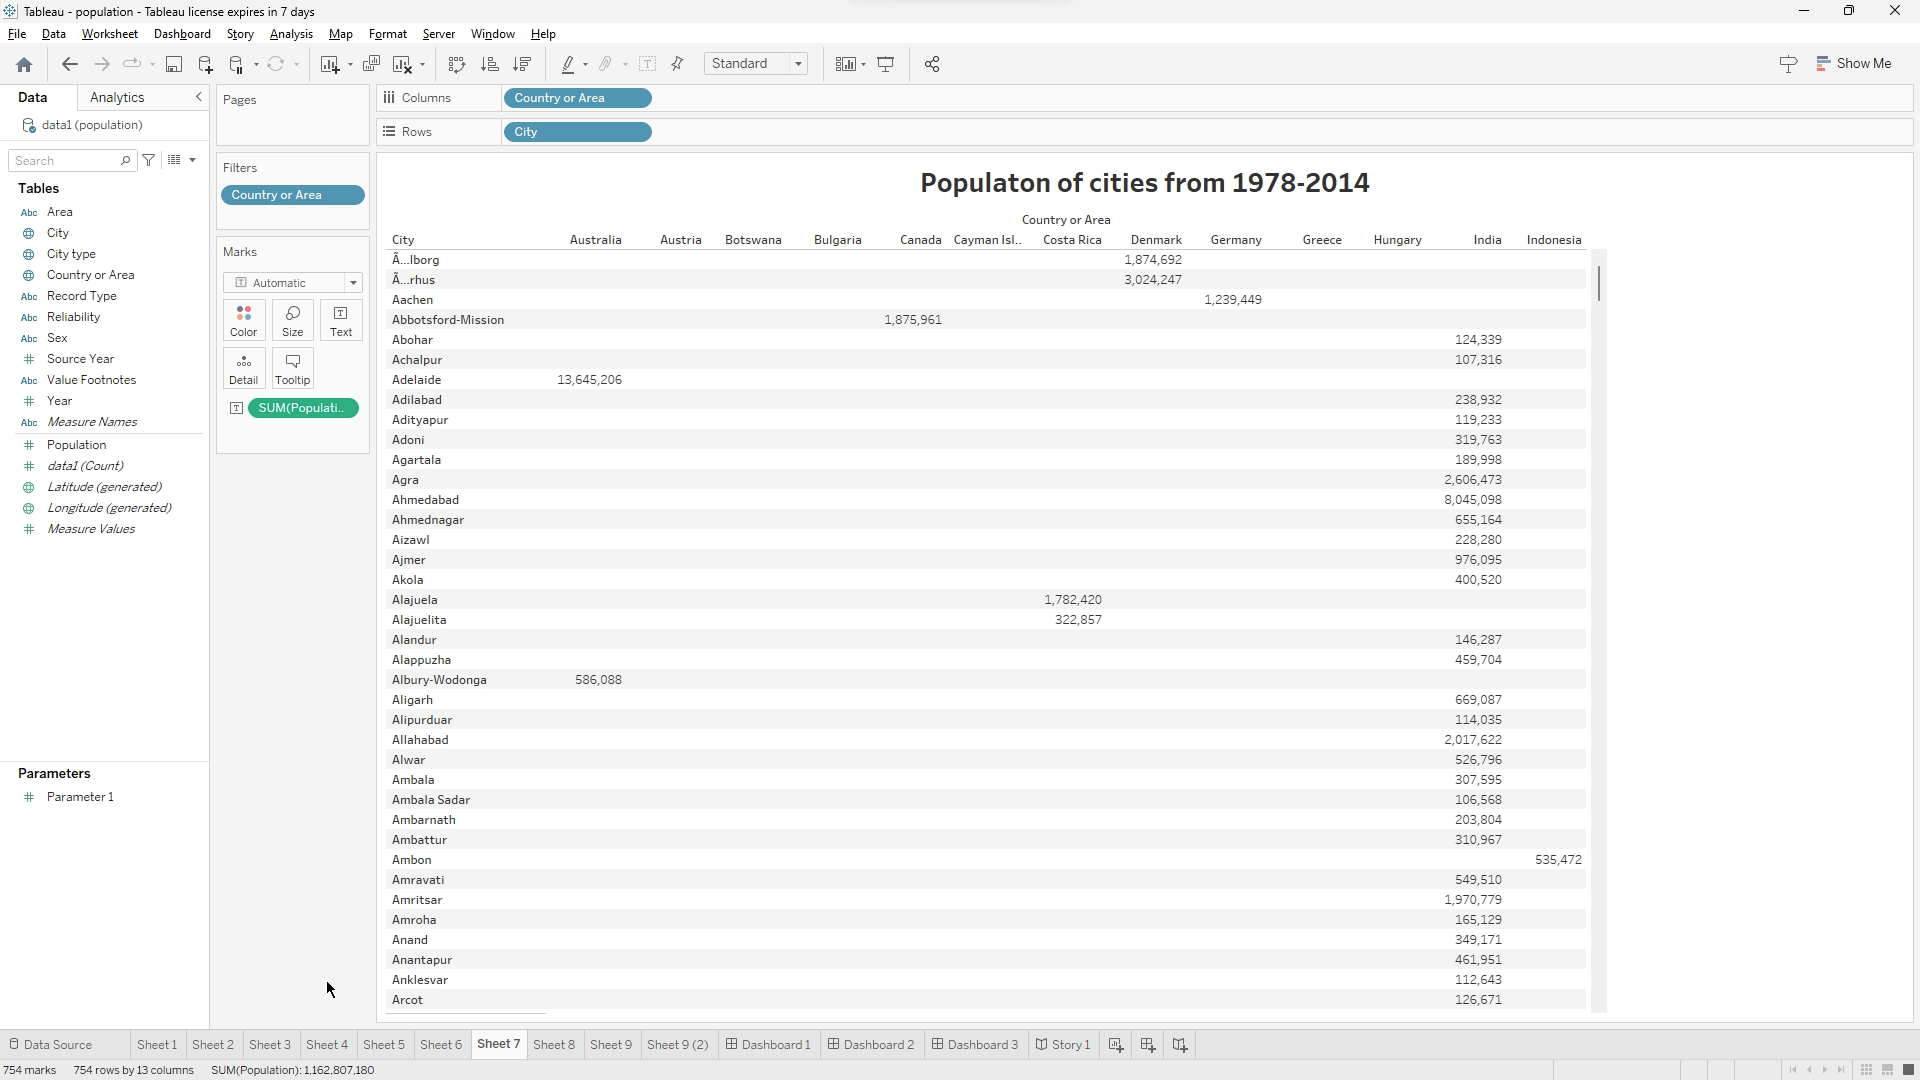 Tableau - population - Tableau license expires in 7 days
File Data Worksheet Dashboard Story Analysis Map Format Server Window Help
Standard
Show Me
Data Analytics
data1 (population)
Search
Tables
Abc Area
City
City type
Country or Area
Abc Record Type
Abc Reliability
Abc Sex
Source Year
Abc Value Footnotes
Year
Abc Measure Names
Population
data1 (Count)
Latitude (generated)
Longitude (generated)
Measure Values
Parameters
Parameter 1
Pages
Filters
Country or Area
Marks
Automatic
Color Size Text
Detail Tooltip
SUM(Populati..
Columns Country or Area
Rows City
Populaton of cities from 1978-2014
Country or Area
City Australia Austria Botswana Bulgaria Canada Cayman Isl.. Costa Rica Denmark Germany Greece Hungary India Indonesia
Ã…lborg 1,874,692
Ã…rhus 3,024,247
Aachen 1,239,449
Abbotsford-Mission 1,875,961
Abohar 124,339
Achalpur 107,316
Adelaide 13,645,206
Adilabad 238,932
Adityapur 119,233
Adoni 319,763
Agartala 189,998
Agra 2,606,473
Ahmedabad 8,045,098
Ahmednagar 655,164
Aizawl 228,280
Ajmer 976,095
Akola 400,520
Alajuela 1,782,420
Alajuelita 322,857
Alandur 146,287
Alappuzha 459,704
Albury-Wodonga 586,088
Aligarh 669,087
Alipurduar 114,035
Allahabad 2,017,622
Alwar 526,796
Ambala 307,595
Ambala Sadar 106,568
Ambarnath 203,804
Ambattur 310,967
Ambon 535,472
Amravati 549,510
Amritsar 1,970,779
Amroha 165,129
Anand 349,171
Anantapur 461,951
Anklesvar 112,643
Arcot 126,671
Data Source Sheet 1 Sheet 2 Sheet 3 Sheet 4 Sheet 5 Sheet 6 Sheet 7 Sheet 8 Sheet 9 Sheet 9 (2) Dashboard 1 Dashboard 2 Dashboard 3 Story 1
754 marks 754 rows by 13 columns SUM(Population): 1,162,807,180